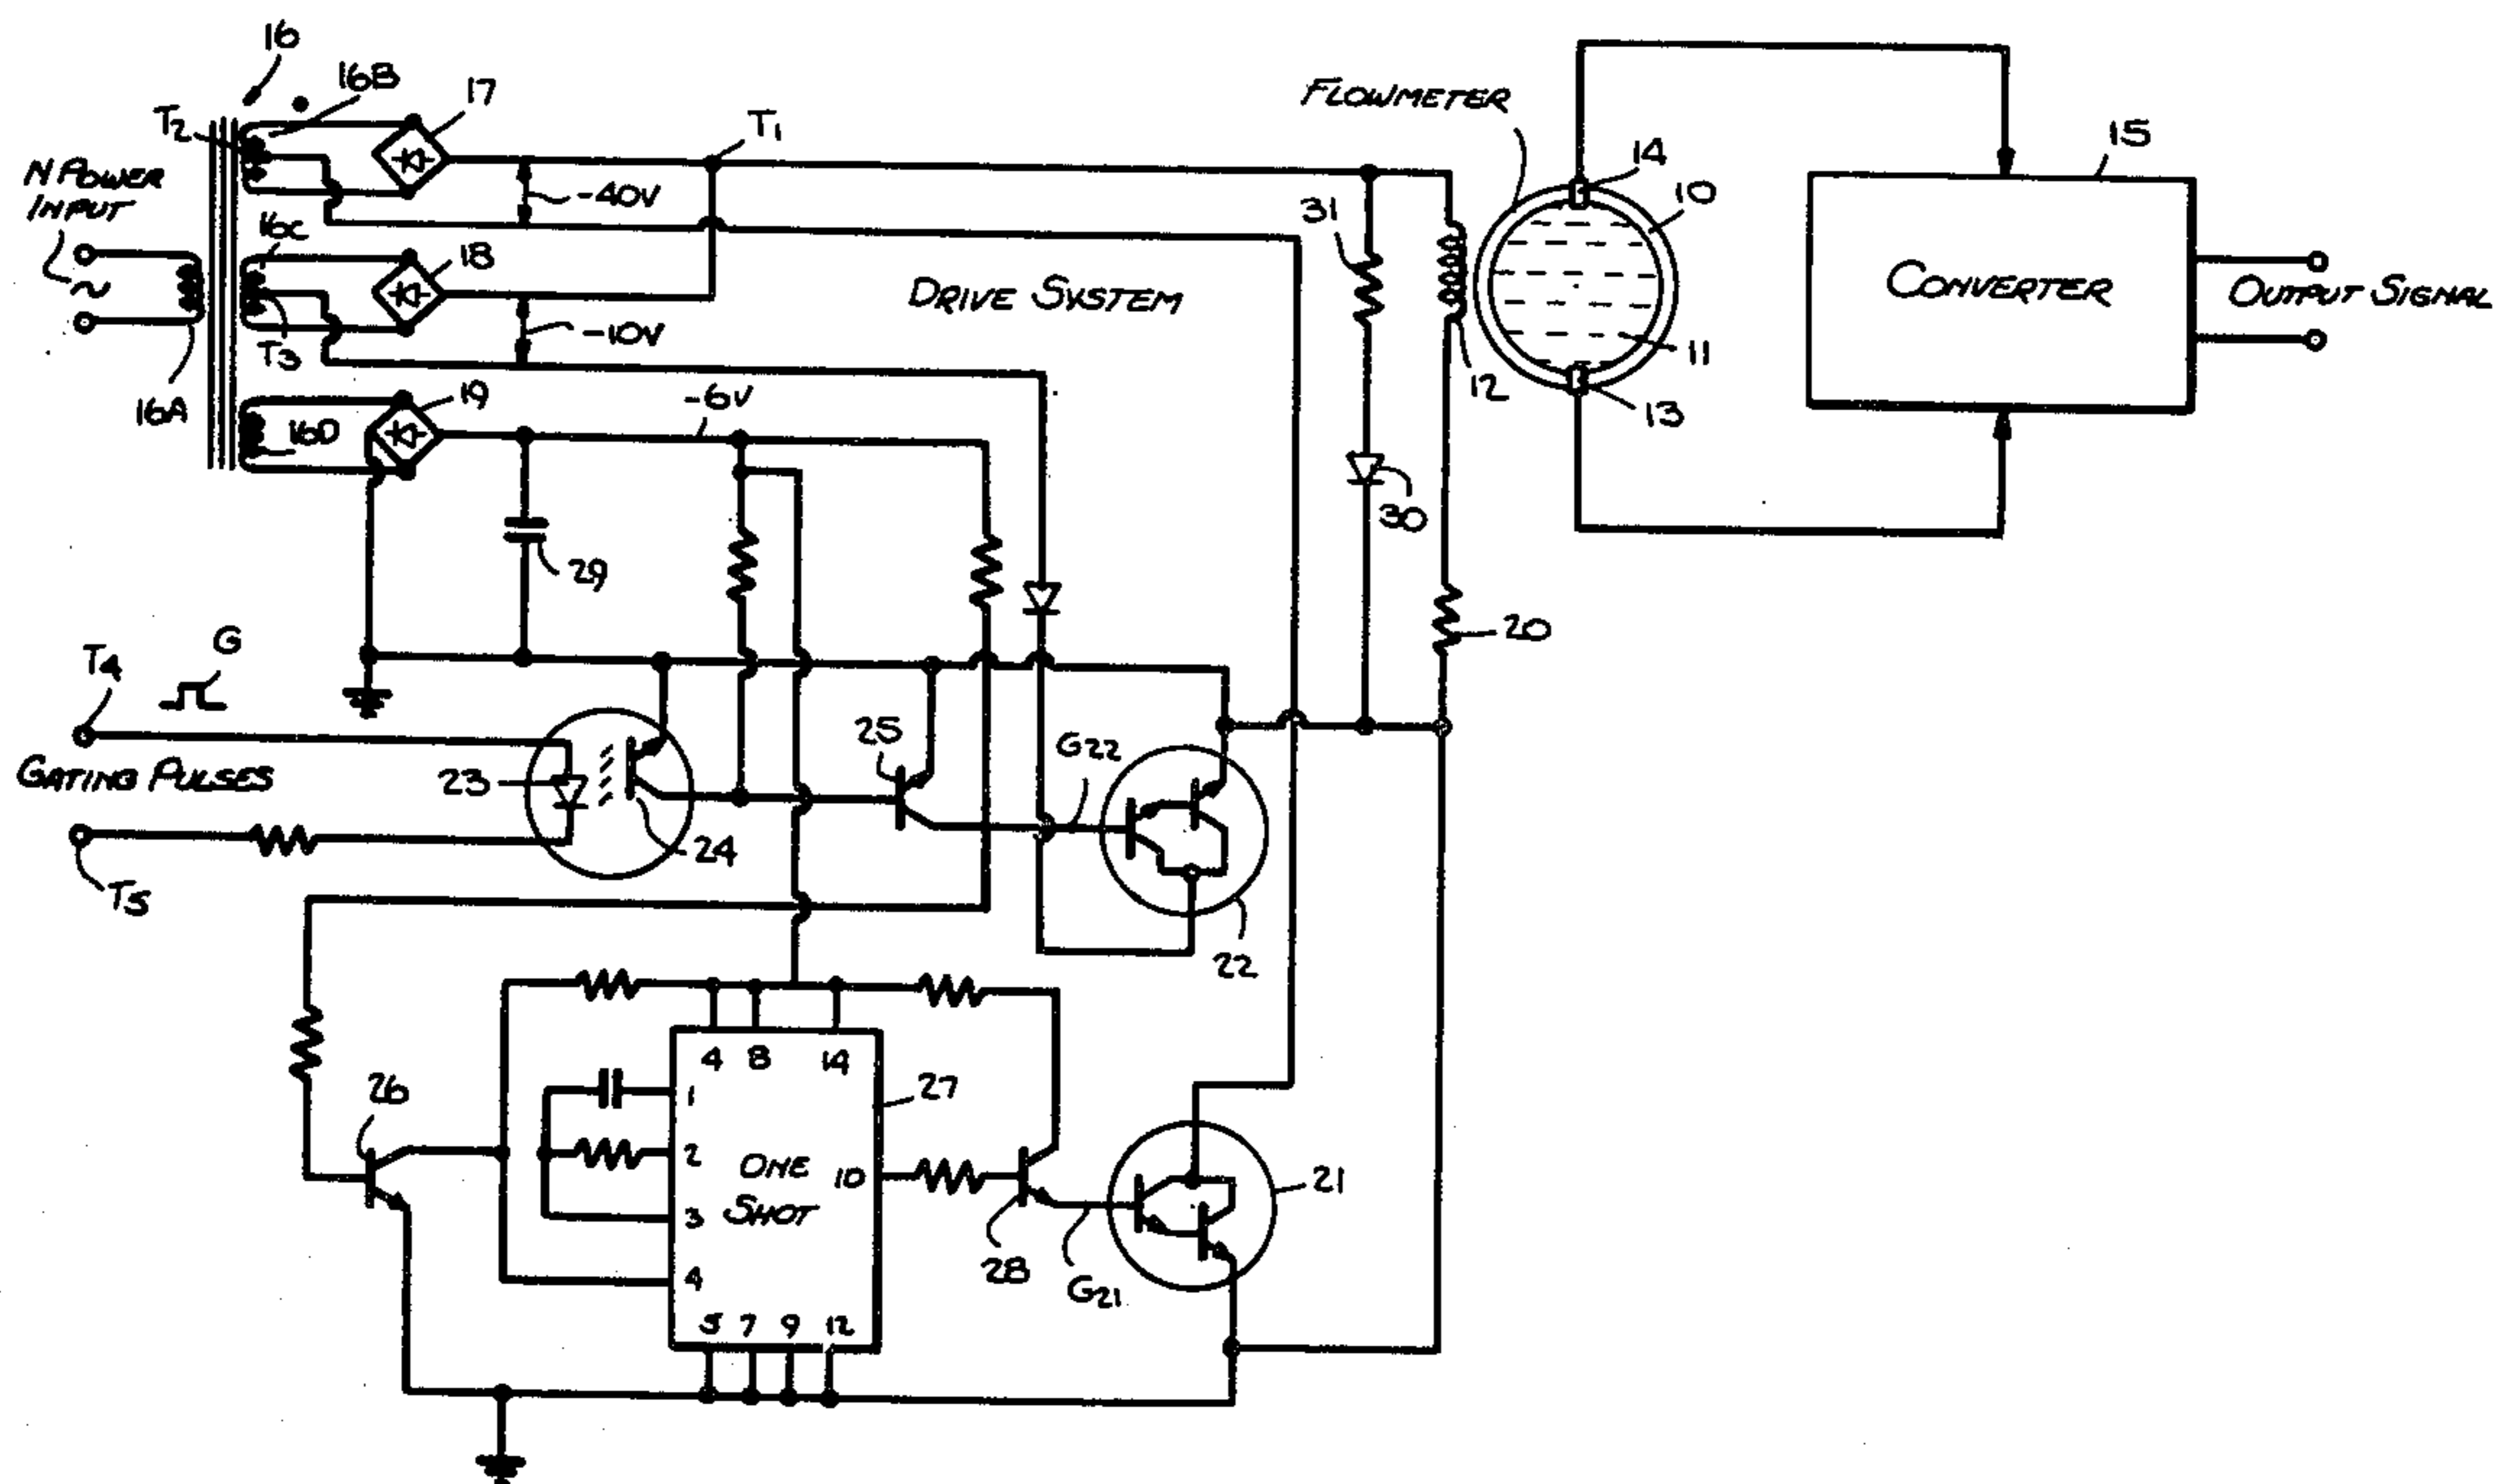 16
16B
17
T2
T1
N POWER
INPUT
-40V
FLOWMETER
14
15
10
31
16C
18
DRIVE SYSTEM
CONVERTER
OUTPUT SIGNAL
-10V
T3
11
12
13
16A
19
-6V
16D
30
29
20
T4
G
25
G22
GATING PULSES
23
24
T5
22
4 8 14
26
1
27
2
ONE
10
SHOT
3
21
28
G21
4
5 7 9 12